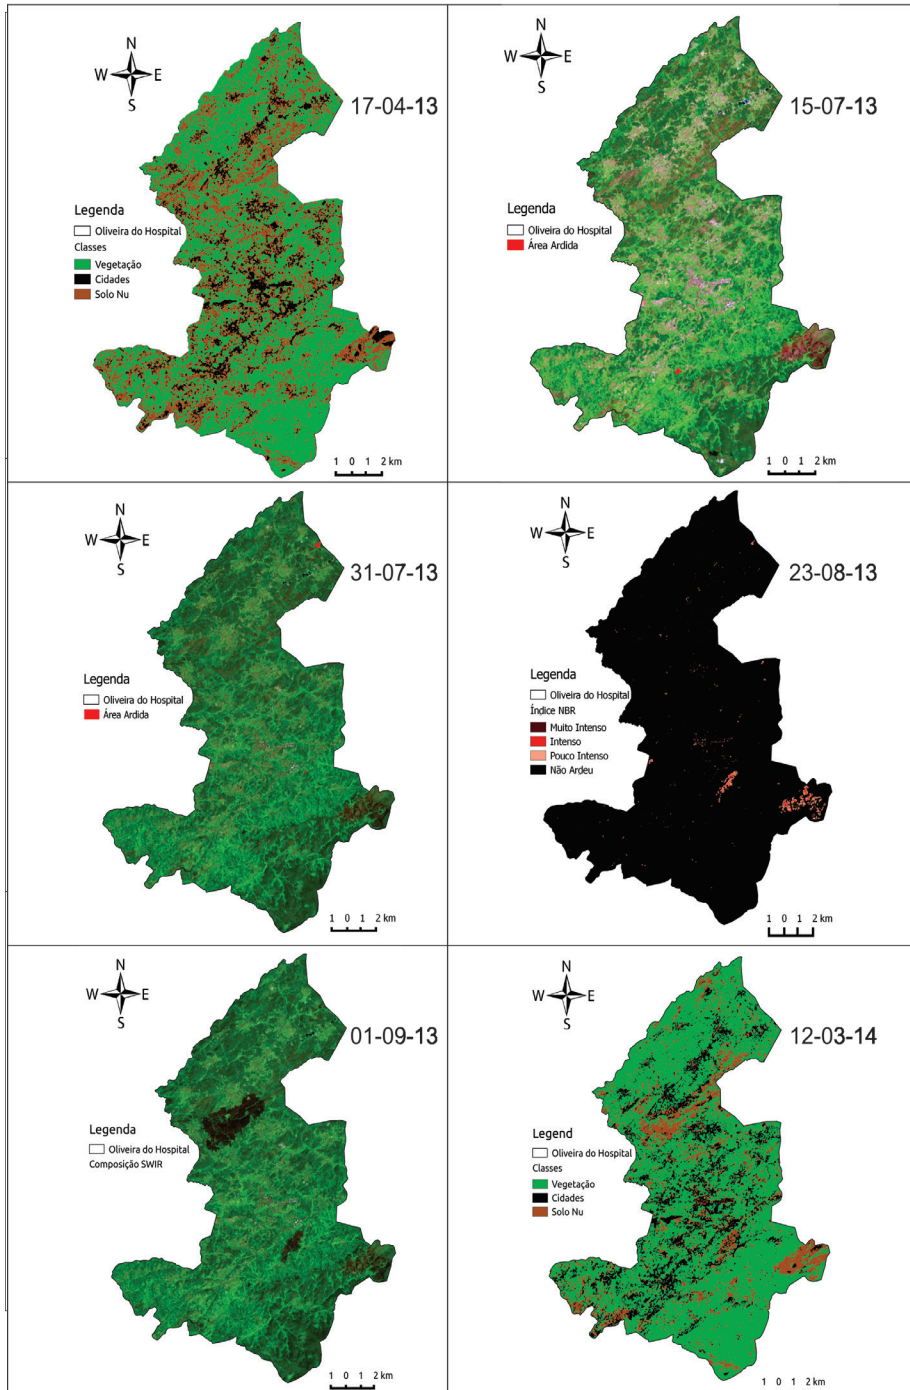 N
W E
S
17-04-13
Legenda
Oliveira do Hospital
Classes
Vegetação
Cidades
Solo Nu
1 0 1 2 km
N
W E
S
15-07-13
Legenda
Oliveira do Hospital
Área Ardida
1 0 1 2 km
N
W E
S
31-07-13
Legenda
Oliveira do Hospital
Área Ardida
1 0 1 2 km
N
W E
S
23-08-13
Legenda
Oliveira do Hospital
Índice NBR
Muito Intenso
Intenso
Pouco Intenso
Não Ardeu
1 0 1 2 km
N
W E
S
01-09-13
Legenda
Oliveira do Hospital
Composição SWIR
1 0 1 2 km
N
W E
S
12-03-14
Legend
Oliveira do Hospital
Classes
Vegetação
Cidades
Solo Nu
1 0 1 2 km